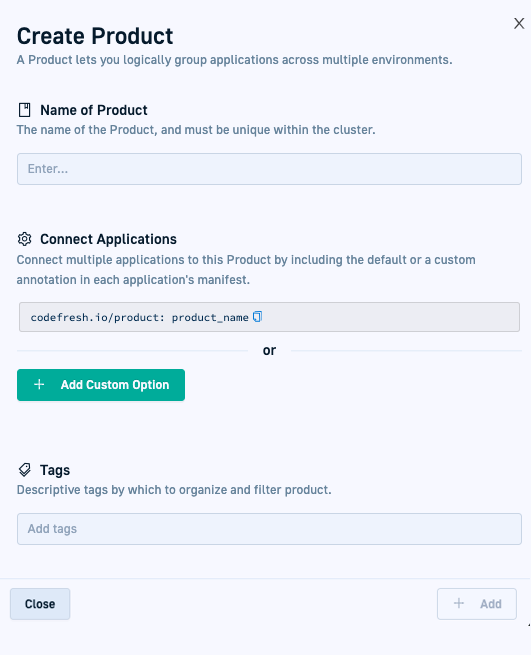 Create Product
A Product lets you logically group applications across multiple environments.
Name of Product
The name of the Product, and must be unique within the cluster.
Enter...
Connect Applications
Connect multiple applications to this Product by including the default or a custom
annotation in each application's manifest.
codefresh.io/product: product_name
or
+ Add Custom Option
Tags
Descriptive tags by which to organize and filter product.
Add tags
Close
+ Add